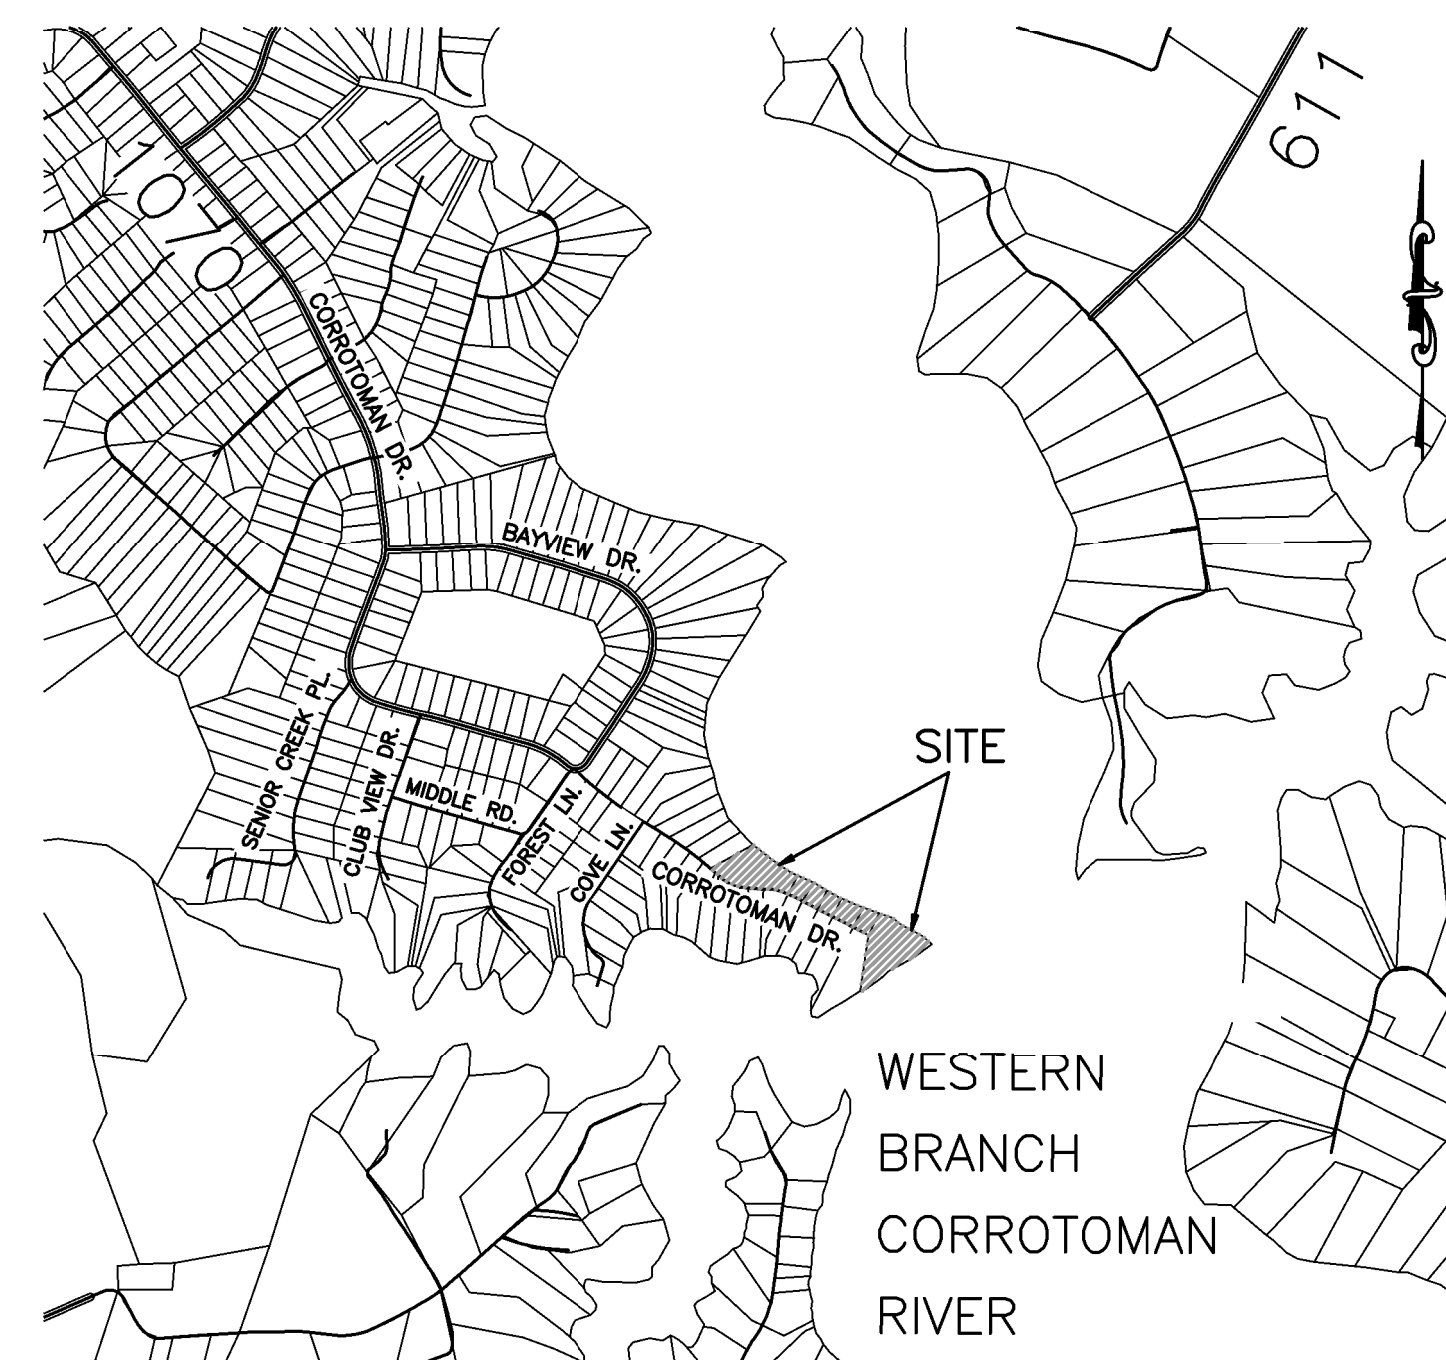 611
1070
CORROTOMAN DR.
BAYVIEW DR.
SENIOR CREEK PL.
CLUB VIEW DR.
MIDDLE RD.
FOREST LN.
COVE LN.
SITE
CORROTOMAN DR.
WESTERN
BRANCH
CORROTOMAN
RIVER